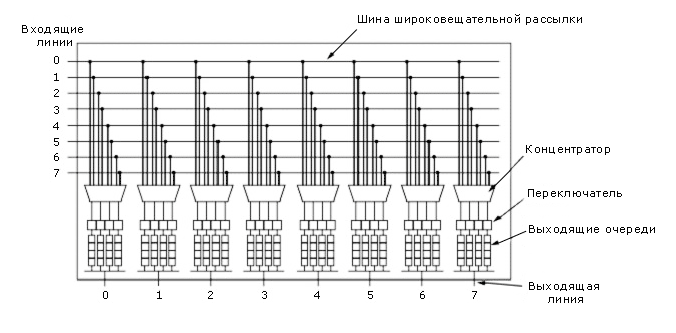 Шина широковещательной рассылки
Входящие
линии
0
1
2
3
4
5
6
7
Концентратор
Переключатель
Выходящие очереди
Выходящая
линия
0 1 2 3 4 5 6 7